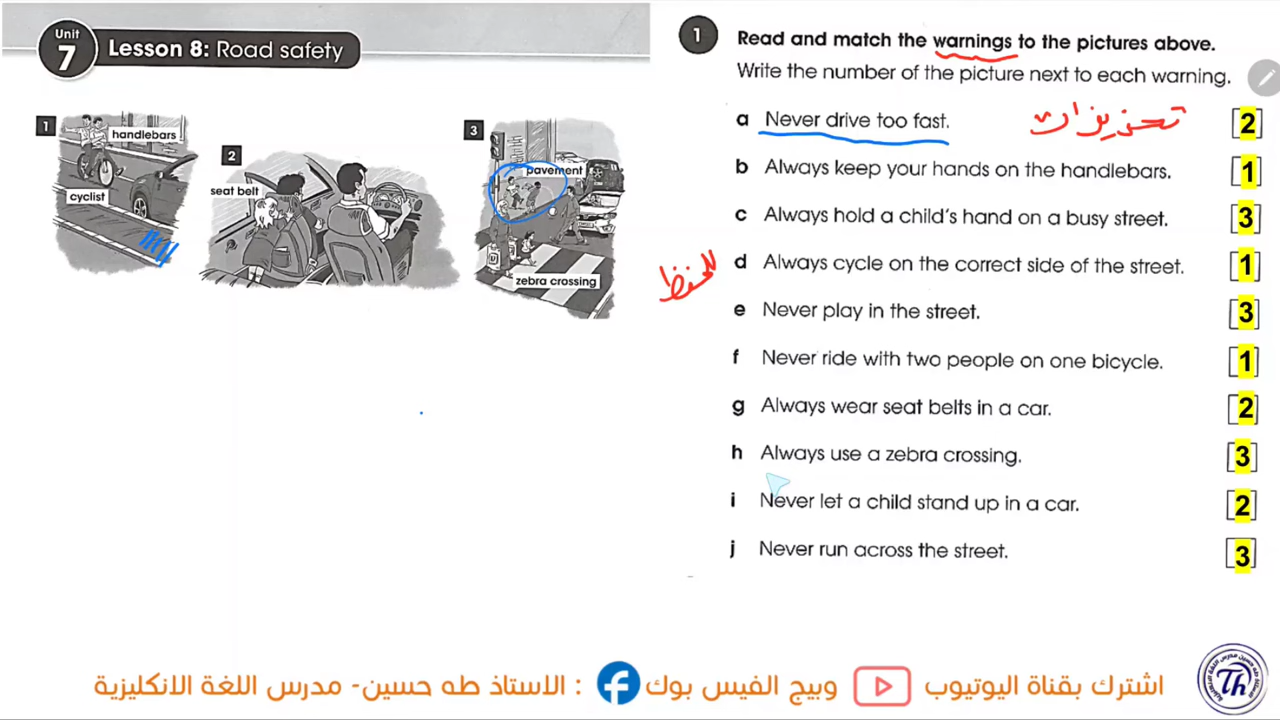 Unit
7
Lesson 8: Road safety
1
handlebars
cyclist
2
seat belt
3
pavement
zebra crossing
1
Read and match the warnings to the pictures above.
Write the number of the picture next to each warning.
a Never drive too fast. تحذيرات [2]
b Always keep your hands on the handlebars. [1]
c Always hold a child's hand on a busy street. [3]
للحفظ
d Always cycle on the correct side of the street. [1]
e Never play in the street. [3]
f Never ride with two people on one bicycle. [1]
g Always wear seat belts in a car. [2]
h Always use a zebra crossing. [3]
i Never let a child stand up in a car. [2]
j Never run across the street. [3]
اشترك بقناة اليوتيوب وبيج الفيس بوك : الاستاذ طه حسين- مدرس اللغة الانكليزية
Th